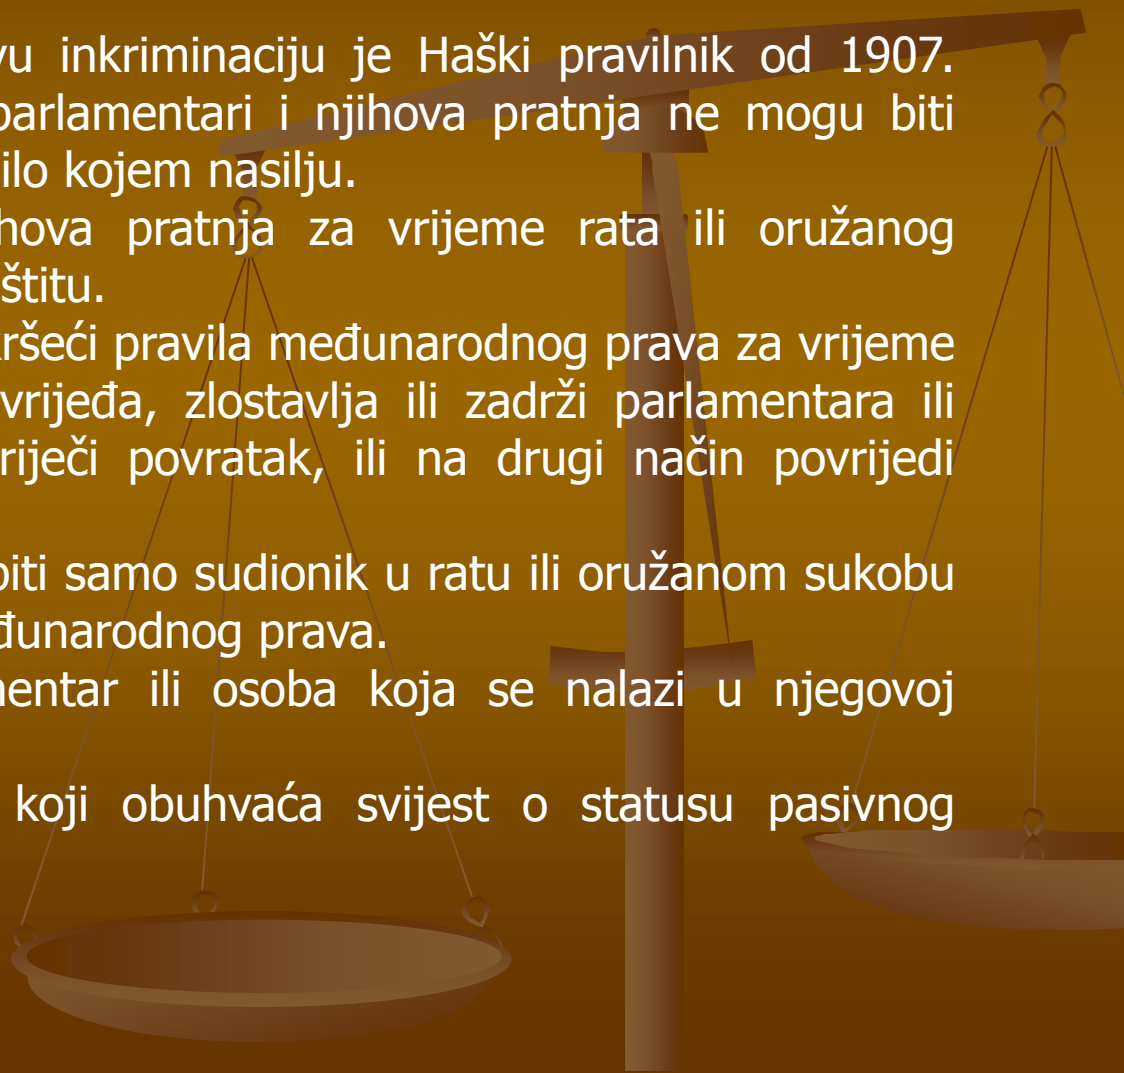 vu inkriminaciju je Haški pravilnik od 1907.
parlamentari i njihova pratnja ne mogu biti
ilo kojem nasilju.
hova pratnja za vrijeme rata ili oružanog
štitu.
kršeći pravila međunarodnog prava za vrijeme
vrijeđa, zlostavlja ili zadrži parlamentara ili
riječi povratak, ili na drugi način povrijedi
biti samo sudionik u ratu ili oružanom sukobu
đunarodnog prava.
mentar ili osoba koja se nalazi u njegovoj
koji obuhvaća svijest o statusu pasivnog